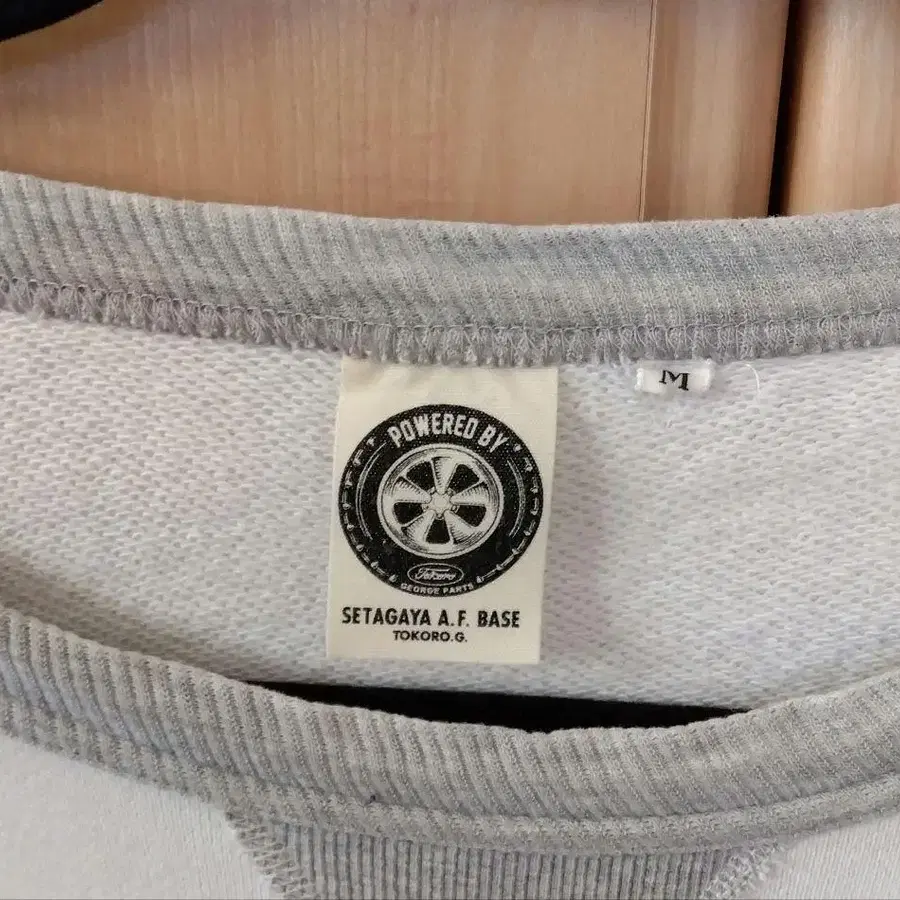 POWERED BY
Tokoro
GEORGE PARTS
SETAGAYA A.F. BASE
TOKORO.G.
M